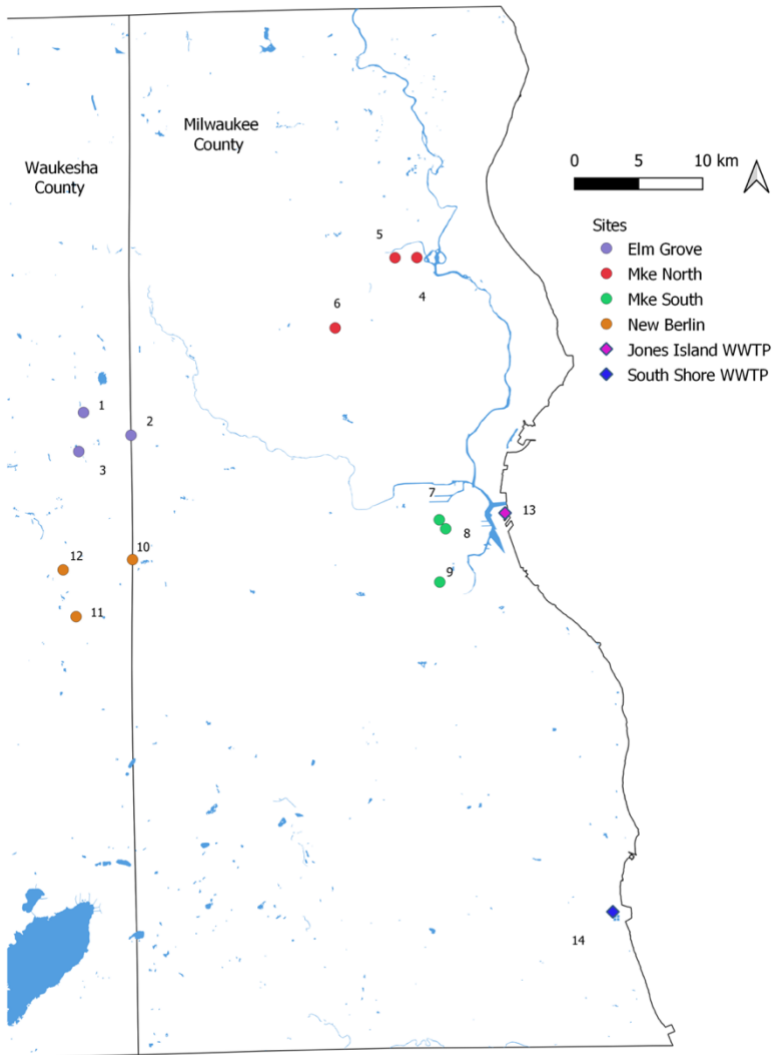 Milwaukee
County
Waukesha
County
0 5 10 km
Sites
Elm Grove
Mke North
Mke South
New Berlin
Jones Island WWTP
South Shore WWTP
5
4
6
1
2
3
7
13
8
10
12
9
11
14